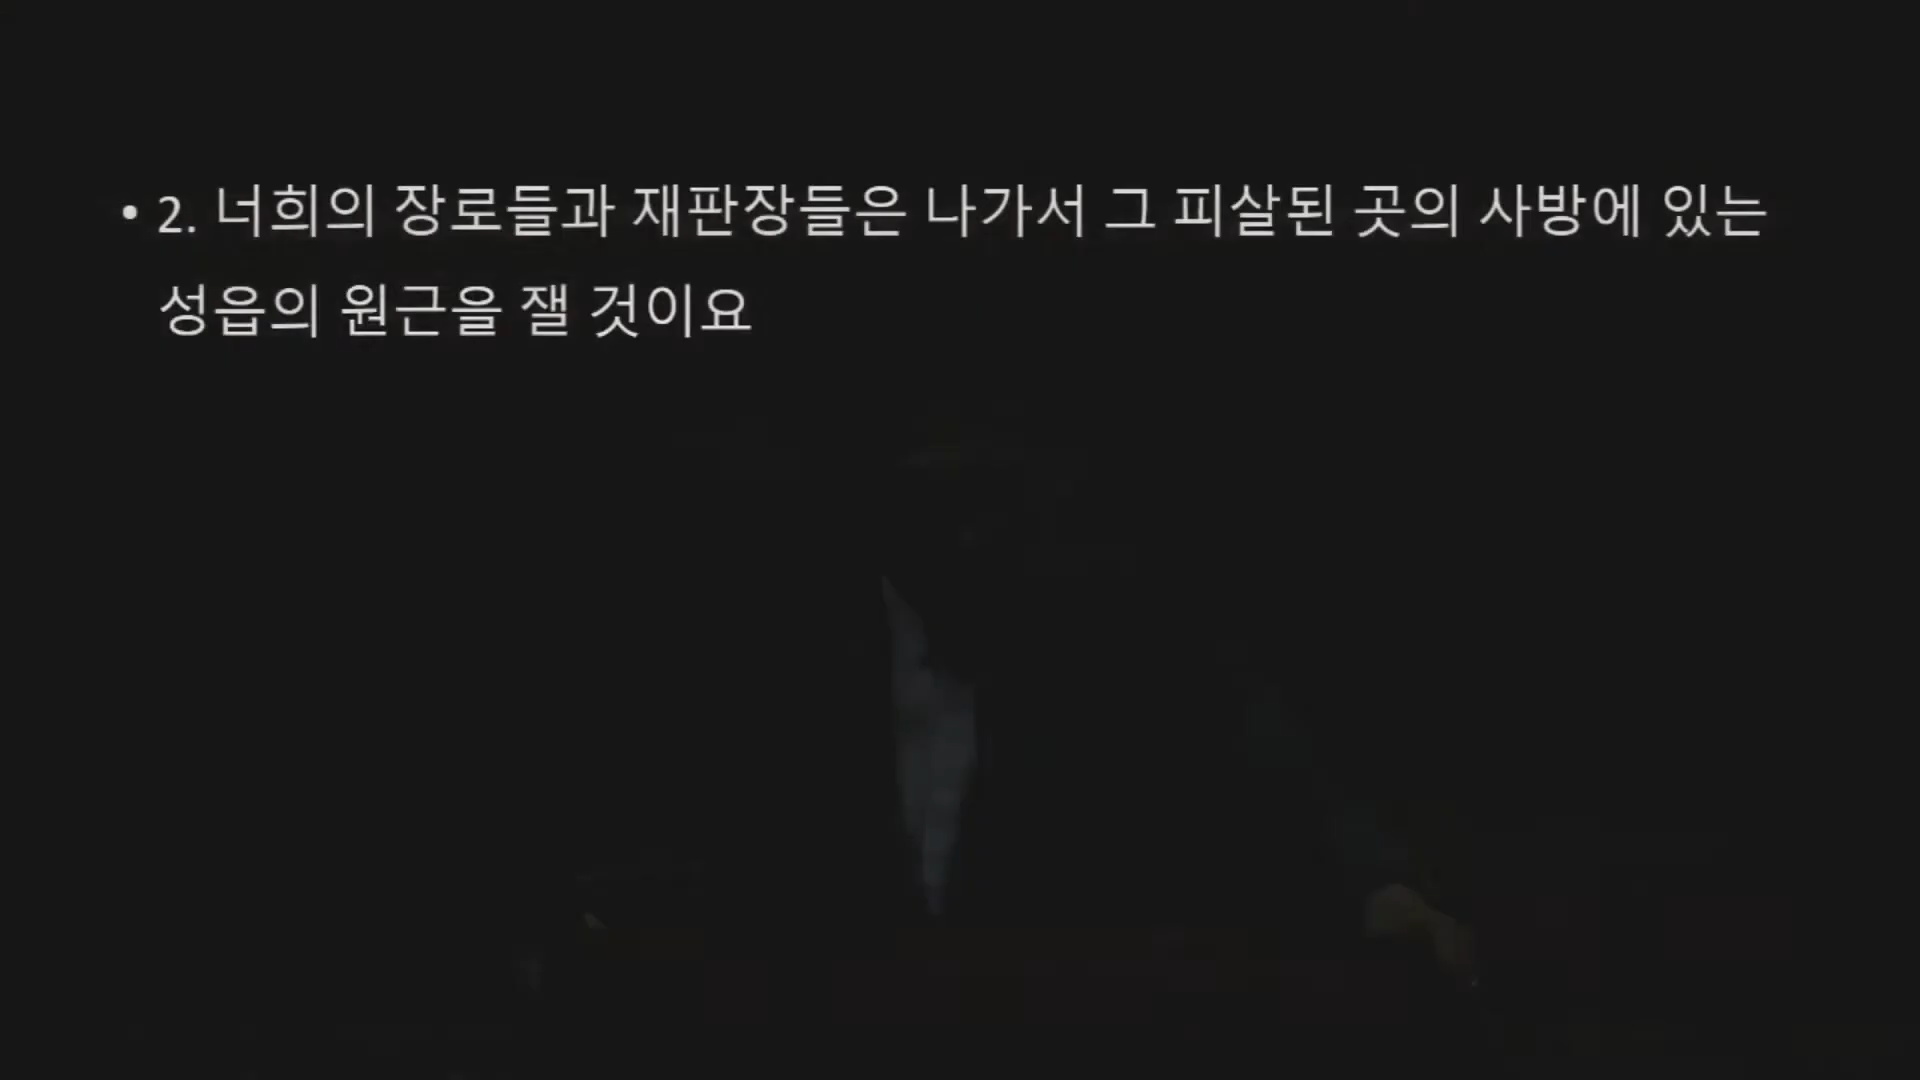 • 2. 너희의 장로들과 재판장들은 나가서 그 피살된 곳의 사방에 있는
성읍의 원근을 잴 것이요